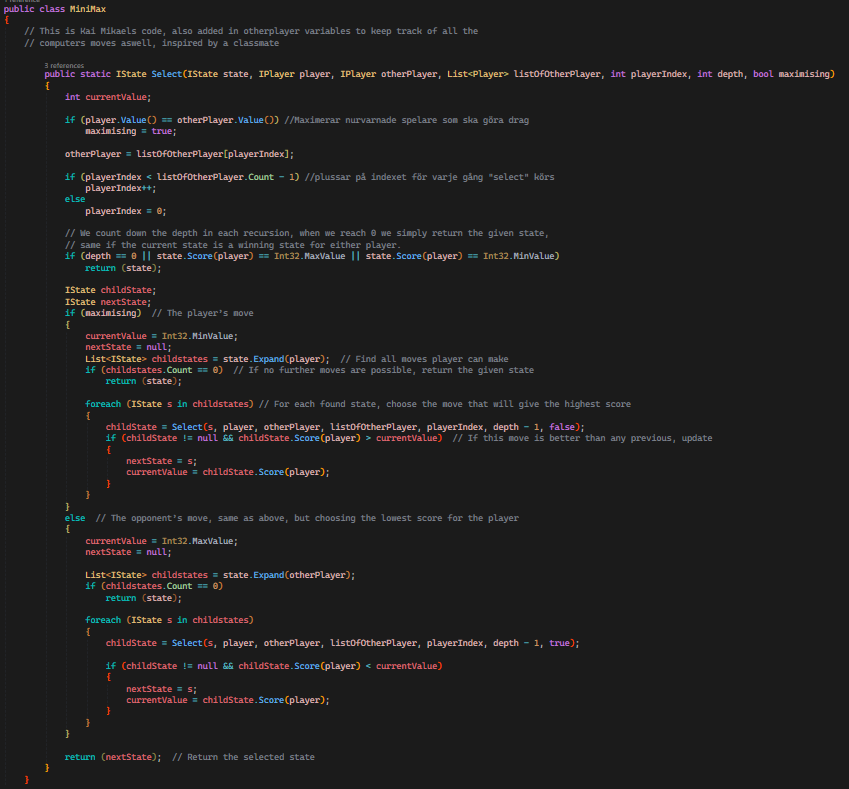 public class MiniMax
{
// This is Kai Mikaels code, also added in otherplayer variables to keep track of all the
// computers moves aswell, inspired by a classmate
3 references
public static IState Select(IState state, IPlayer player, IPlayer otherPlayer, List<Player> listOfOtherPlayer, int playerIndex, int depth, bool maximising)
{
int currentValue;
if (player.Value() == otherPlayer.Value()) //Maximerar nurvarnade spelare som ska göra drag
maximising = true;
otherPlayer = listOfOtherPlayer[playerIndex];
if (playerIndex < listOfOtherPlayer.Count - 1) //plussar på indexet för varje gång "select" körs
playerIndex++;
else
playerIndex = 0;
// We count down the depth in each recursion, when we reach 0 we simply return the given state,
// same if the current state is a winning state for either player.
if (depth == 0 || state.Score(player) == Int32.MaxValue || state.Score(player) == Int32.MinValue)
return (state);
IState childState;
IState nextState;
if (maximising)  // The player's move
{
currentValue = Int32.MinValue;
nextState = null;
List<IState> childstates = state.Expand(player);  // Find all moves player can make
if (childstates.Count == 0)  // If no further moves are possible, return the given state
return (state);
foreach (IState s in childstates) // For each found state, choose the move that will give the highest score
{
childState = Select(s, player, otherPlayer, listOfOtherPlayer, playerIndex, depth - 1, false);
if (childState != null && childState.Score(player) > currentValue)  // If this move is better than any previous, update
{
nextState = s;
currentValue = childState.Score(player);
}
}
}
else  // The opponent's move, same as above, but choosing the lowest score for the player
{
currentValue = Int32.MaxValue;
nextState = null;
List<IState> childstates = state.Expand(otherPlayer);
if (childstates.Count == 0)
return (state);
foreach (IState s in childstates)
{
childState = Select(s, player, otherPlayer, listOfOtherPlayer, playerIndex, depth - 1, true);
if (childState != null && childState.Score(player) < currentValue)
{
nextState = s;
currentValue = childState.Score(player);
}
}
}
return (nextState);  // Return the selected state
}
}